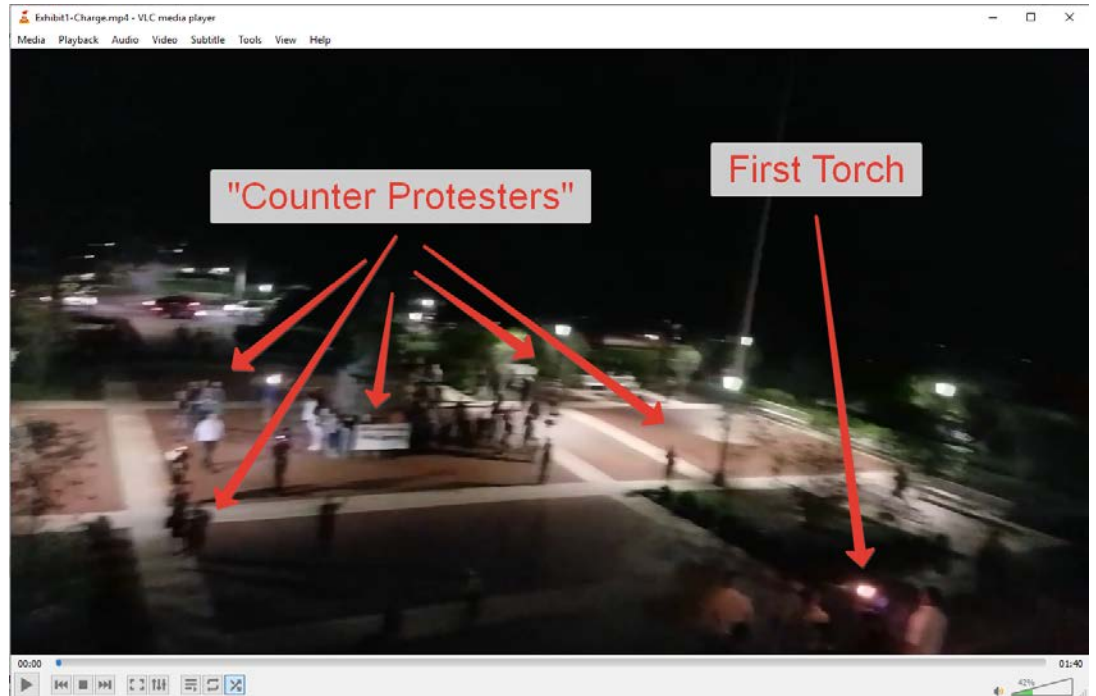 Exhibit1-Charge.mp4 - VLC media player
Media Playback Audio Video Subtitle Tools View Help
"Counter Protesters"
First Torch
00:00
01:40
42%